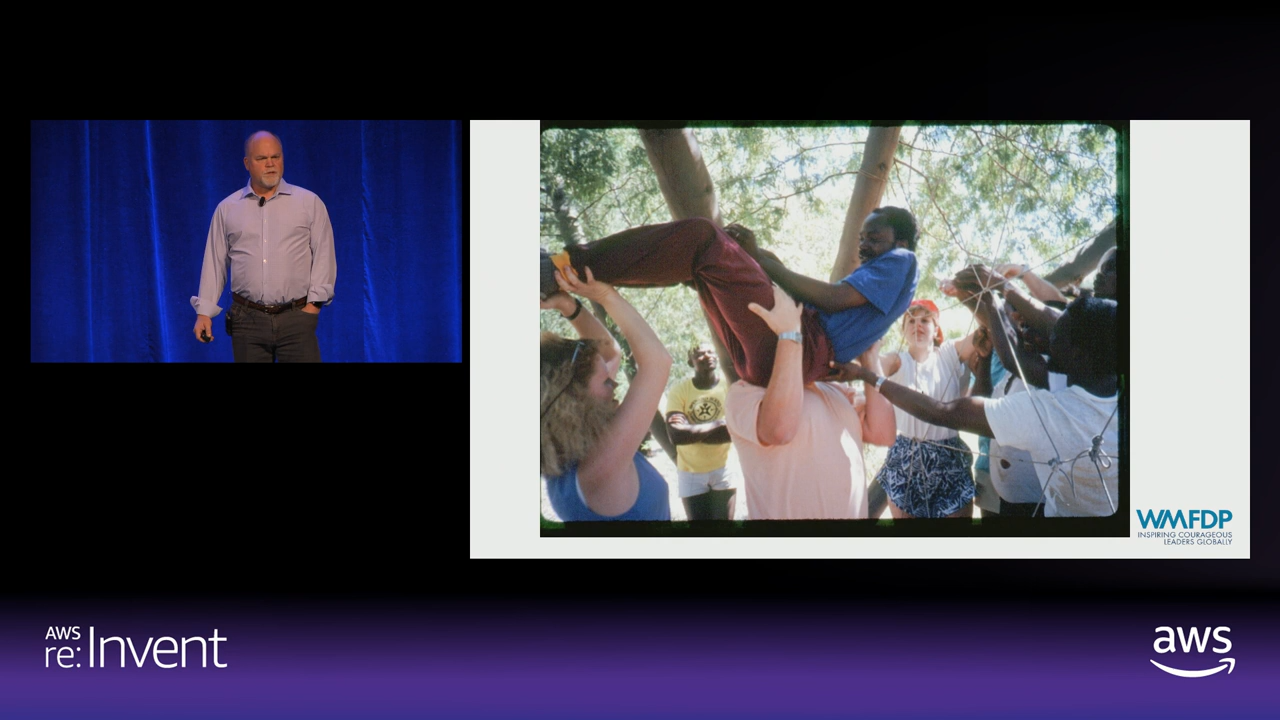 WMFDP
INSPIRING COURAGEOUS
LEADERS GLOBALLY
AWS
re:Invent
aws